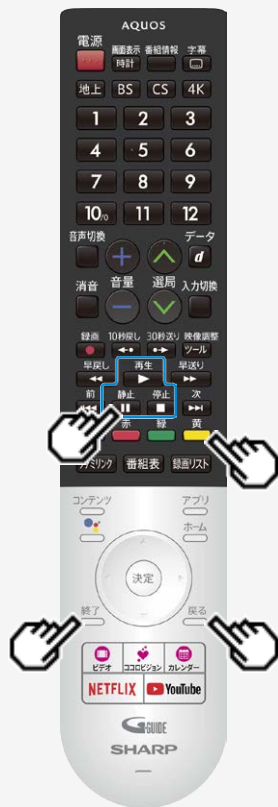 AQUOS
電源
画面表示 番組情報 字幕
時計
地上 BS CS 4K
1 2 3
4 5 6
7 8 9
10/0 11 12
音声切換 データ
d
消音 音量 選局 入力切換
録画 10秒戻し 30秒送り 映像調整
ツール
早戻し 再生 早送り
前 静止 停止 次
赤 緑 黄
ファミリンク 番組表 録画リスト
コンテンツ アプリ
ホーム
決定
終了 戻る
ビデオ ココロビジョン カレンダー
NETFLIX YouTube
G-GUIDE
SHARP